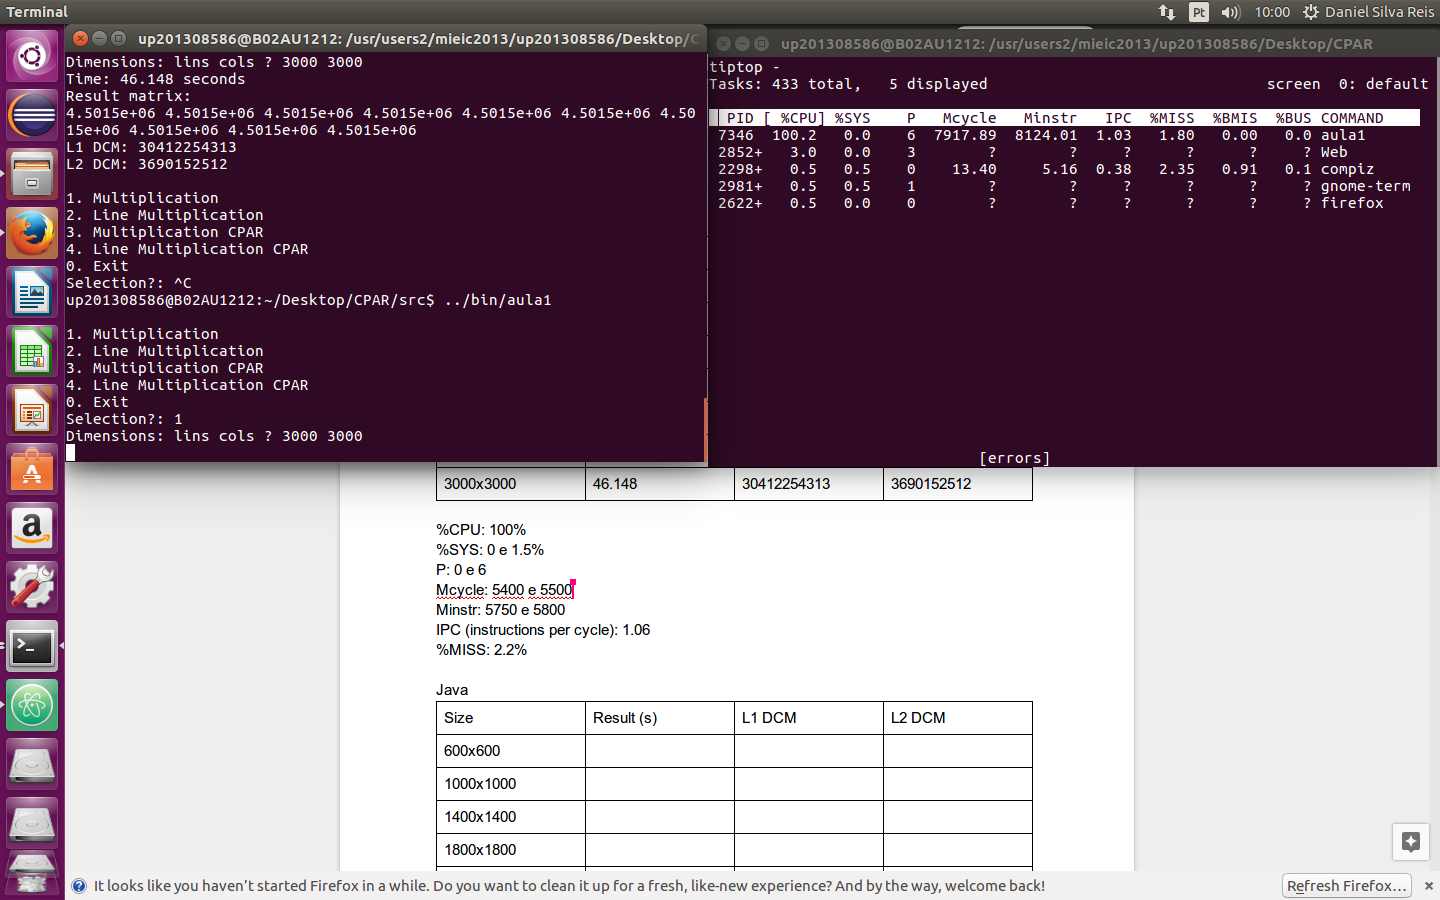 Terminal
Pt
10:00
Daniel Silva Reis
up201308586@B02AU1212: /usr/users2/mieic2013/up201308586/Desktop/C
Dimensions: lins cols ? 3000 3000
Time: 46.148 seconds
Result matrix:
4.5015e+06 4.5015e+06 4.5015e+06 4.5015e+06 4.5015e+06 4.5015e+06 4.50
15e+06 4.5015e+06 4.5015e+06 4.5015e+06
L1 DCM: 30412254313
L2 DCM: 3690152512
1. Multiplication
2. Line Multiplication
3. Multiplication CPAR
4. Line Multiplication CPAR
0. Exit
Selection?: ^C
up201308586@B02AU1212:~/Desktop/CPAR/src$ ../bin/aula1
1. Multiplication
2. Line Multiplication
3. Multiplication CPAR
4. Line Multiplication CPAR
0. Exit
Selection?: 1
Dimensions: lins cols ? 3000 3000
up201308586@B02AU1212: /usr/users2/mieic2013/up201308586/Desktop/CPAR
tiptop -
Tasks: 433 total, 5 displayed screen 0: default
PID [ %CPU] %SYS P Mcycle Minstr IPC %MISS %BMIS %BUS COMMAND
7346 100.2 0.0 6 7917.89 8124.01 1.03 1.80 0.00 0.0 aula1
2852+ 3.0 0.0 3 ? ? ? ? ? ? Web
2298+ 0.5 0.5 0 13.40 5.16 0.38 2.35 0.91 0.1 compiz
2981+ 0.5 0.5 1 ? ? ? ? ? ? gnome-term
2622+ 0.5 0.0 0 ? ? ? ? ? ? firefox
[errors]
3000x3000 46.148 30412254313 3690152512
%CPU: 100%
%SYS: 0 e 1.5%
P: 0 e 6
Mcycle: 5400 e 5500
Minstr: 5750 e 5800
IPC (instructions per cycle): 1.06
%MISS: 2.2%
Java
Size Result (s) L1 DCM L2 DCM
600x600
1000x1000
1400x1400
1800x1800
It looks like you haven't started Firefox in a while. Do you want to clean it up for a fresh, like-new experience? And by the way, welcome back!
Refresh Firefox...